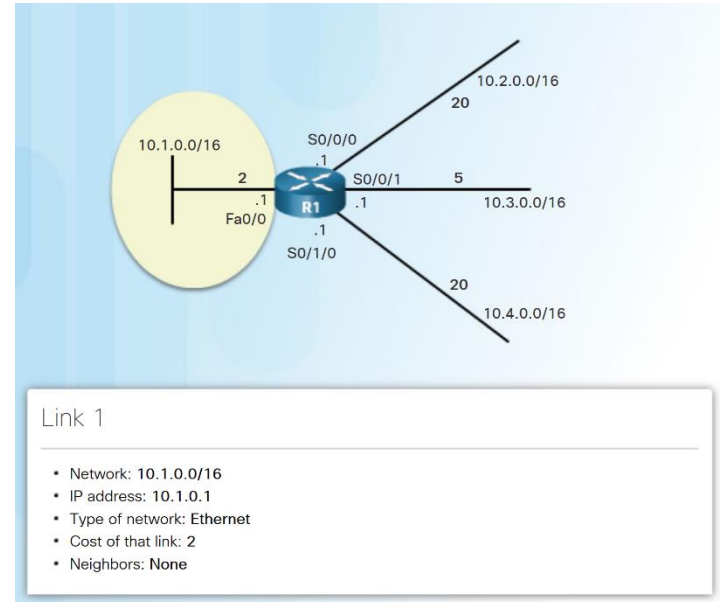 10.2.0.0/16
20
10.1.0.0/16
S0/0/0
.1
2
S0/0/1
5
.1
R1
.1
10.3.0.0/16
Fa0/0
.1
S0/1/0
20
10.4.0.0/16
Link 1
• Network: 10.1.0.0/16
• IP address: 10.1.0.1
• Type of network: Ethernet
• Cost of that link: 2
• Neighbors: None